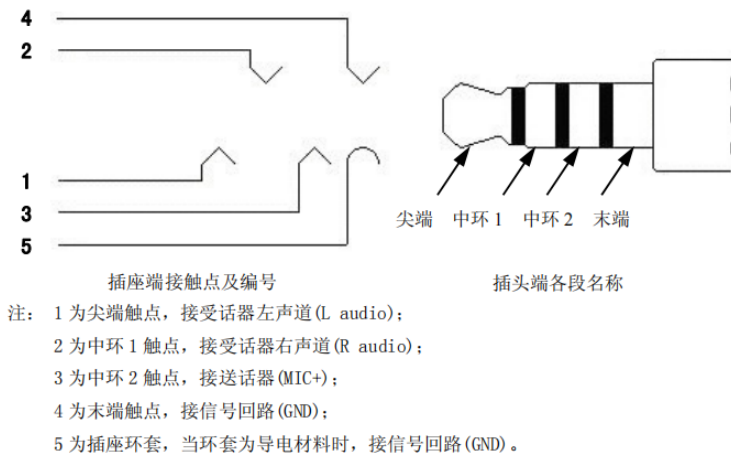 4
2
1
3
5
尖端 中环 1 中环 2 末端
插座端接触点及编号
插头端各段名称
注: 1 为尖端触点，接受话器左声道(L audio);
2 为中环 1 触点，接受话器右声道(R audio);
3 为中环 2 触点，接送话器(MIC+);
4 为末端触点，接信号回路(GND);
5 为插座环套，当环套为导电材料时，接信号回路(GND)。